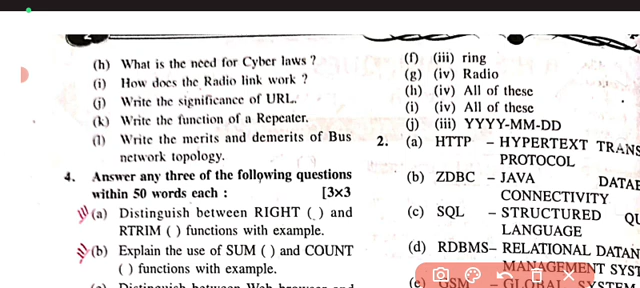 (h) What is the need for Cyber laws ?
(i) How does the Radio link work ?
(j) Write the significance of URL.
(k) Write the function of a Repeater.
(l) Write the merits and demerits of Bus
network topology.
4. Answer any three of the following questions
within 50 words each : [3×3
(a) Distinguish between RIGHT ( ) and
RTRIM ( ) functions with example.
(b) Explain the use of SUM ( ) and COUNT
( ) functions with example.
(f) (iii) ring
(g) (iv) Radio
(h) (iv) All of these
(i) (iv) All of these
(j) (iii) YYYY-MM-DD
2. (a) HTTP – HYPERTEXT TRANS
PROTOCOL
(b) ZDBC – JAVA DATAB
CONNECTIVITY
(c) SQL – STRUCTURED QU
LANGUAGE
(d) RDBMS– RELATIONAL DATAN
MANAGEMENT SYST
(e) GSM – GLOBAL SYSTEM